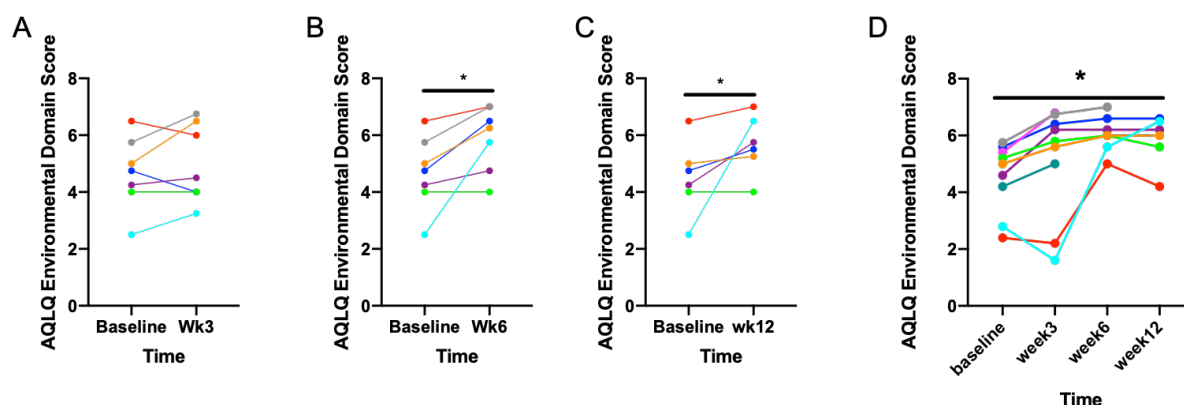 A
AQLQ Environmental Domain Score
8
6
4
2
0
Baseline Wk3
Time
B
AQLQ Environmental Domain Score
8
6
4
2
0
*
Baseline Wk6
Time
C
AQLQ Environmental Domain Score
8
6
4
2
0
*
Baseline wk12
Time
D
AQLQ Environmental Domain Score
8
6
4
2
0
*
baseline
week3
week6
week12
Time